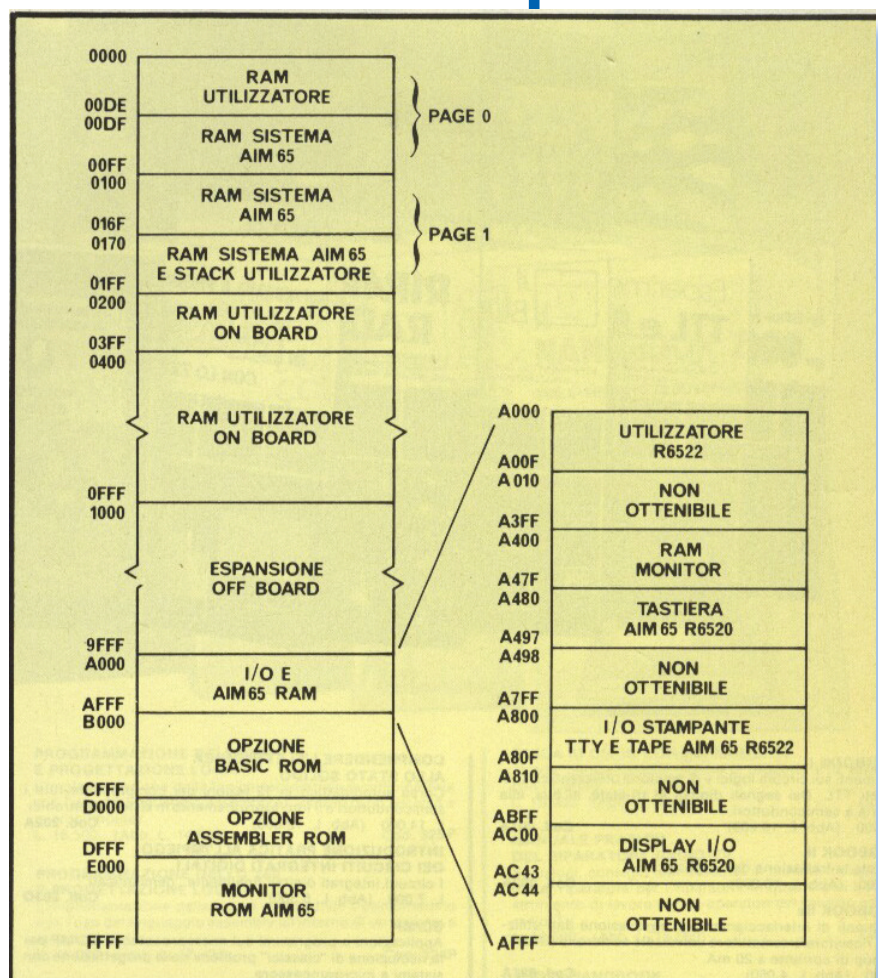 0000
RAM
UTILIZZATORE
00DE
00DF
PAGE 0
RAM SISTEMA
AIM 65
00FF
0100
RAM SISTEMA
AIM 65
016F
0170
PAGE 1
RAM SISTEMA AIM 65
E STACK UTILIZZATORE
01FF
0200
RAM UTILIZZATORE
ON BOARD
03FF
0400
RAM UTILIZZATORE
ON BOARD
0FFF
1000
ESPANSIONE
OFF BOARD
9FFF
A000
I/O E
AIM65 RAM
AFFF
B000
OPZIONE
BASIC ROM
CFFF
D000
OPZIONE
ASSEMBLER ROM
DFFF
E000
MONITOR
ROM AIM65
FFFF
A000
UTILIZZATORE
R6522
A00F
A010
NON
OTTENIBILE
A3FF
A400
RAM
MONITOR
A47F
A480
TASTIERA
AIM 65 R6520
A497
A498
NON
OTTENIBILE
A7FF
A800
I/O STAMPANTE
TTY E TAPE AIM 65 R6522
A80F
A810
NON
OTTENIBILE
ABFF
AC00
DISPLAY I/O
AIM 65 R6520
AC43
AC44
NON
OTTENIBILE
AFFF